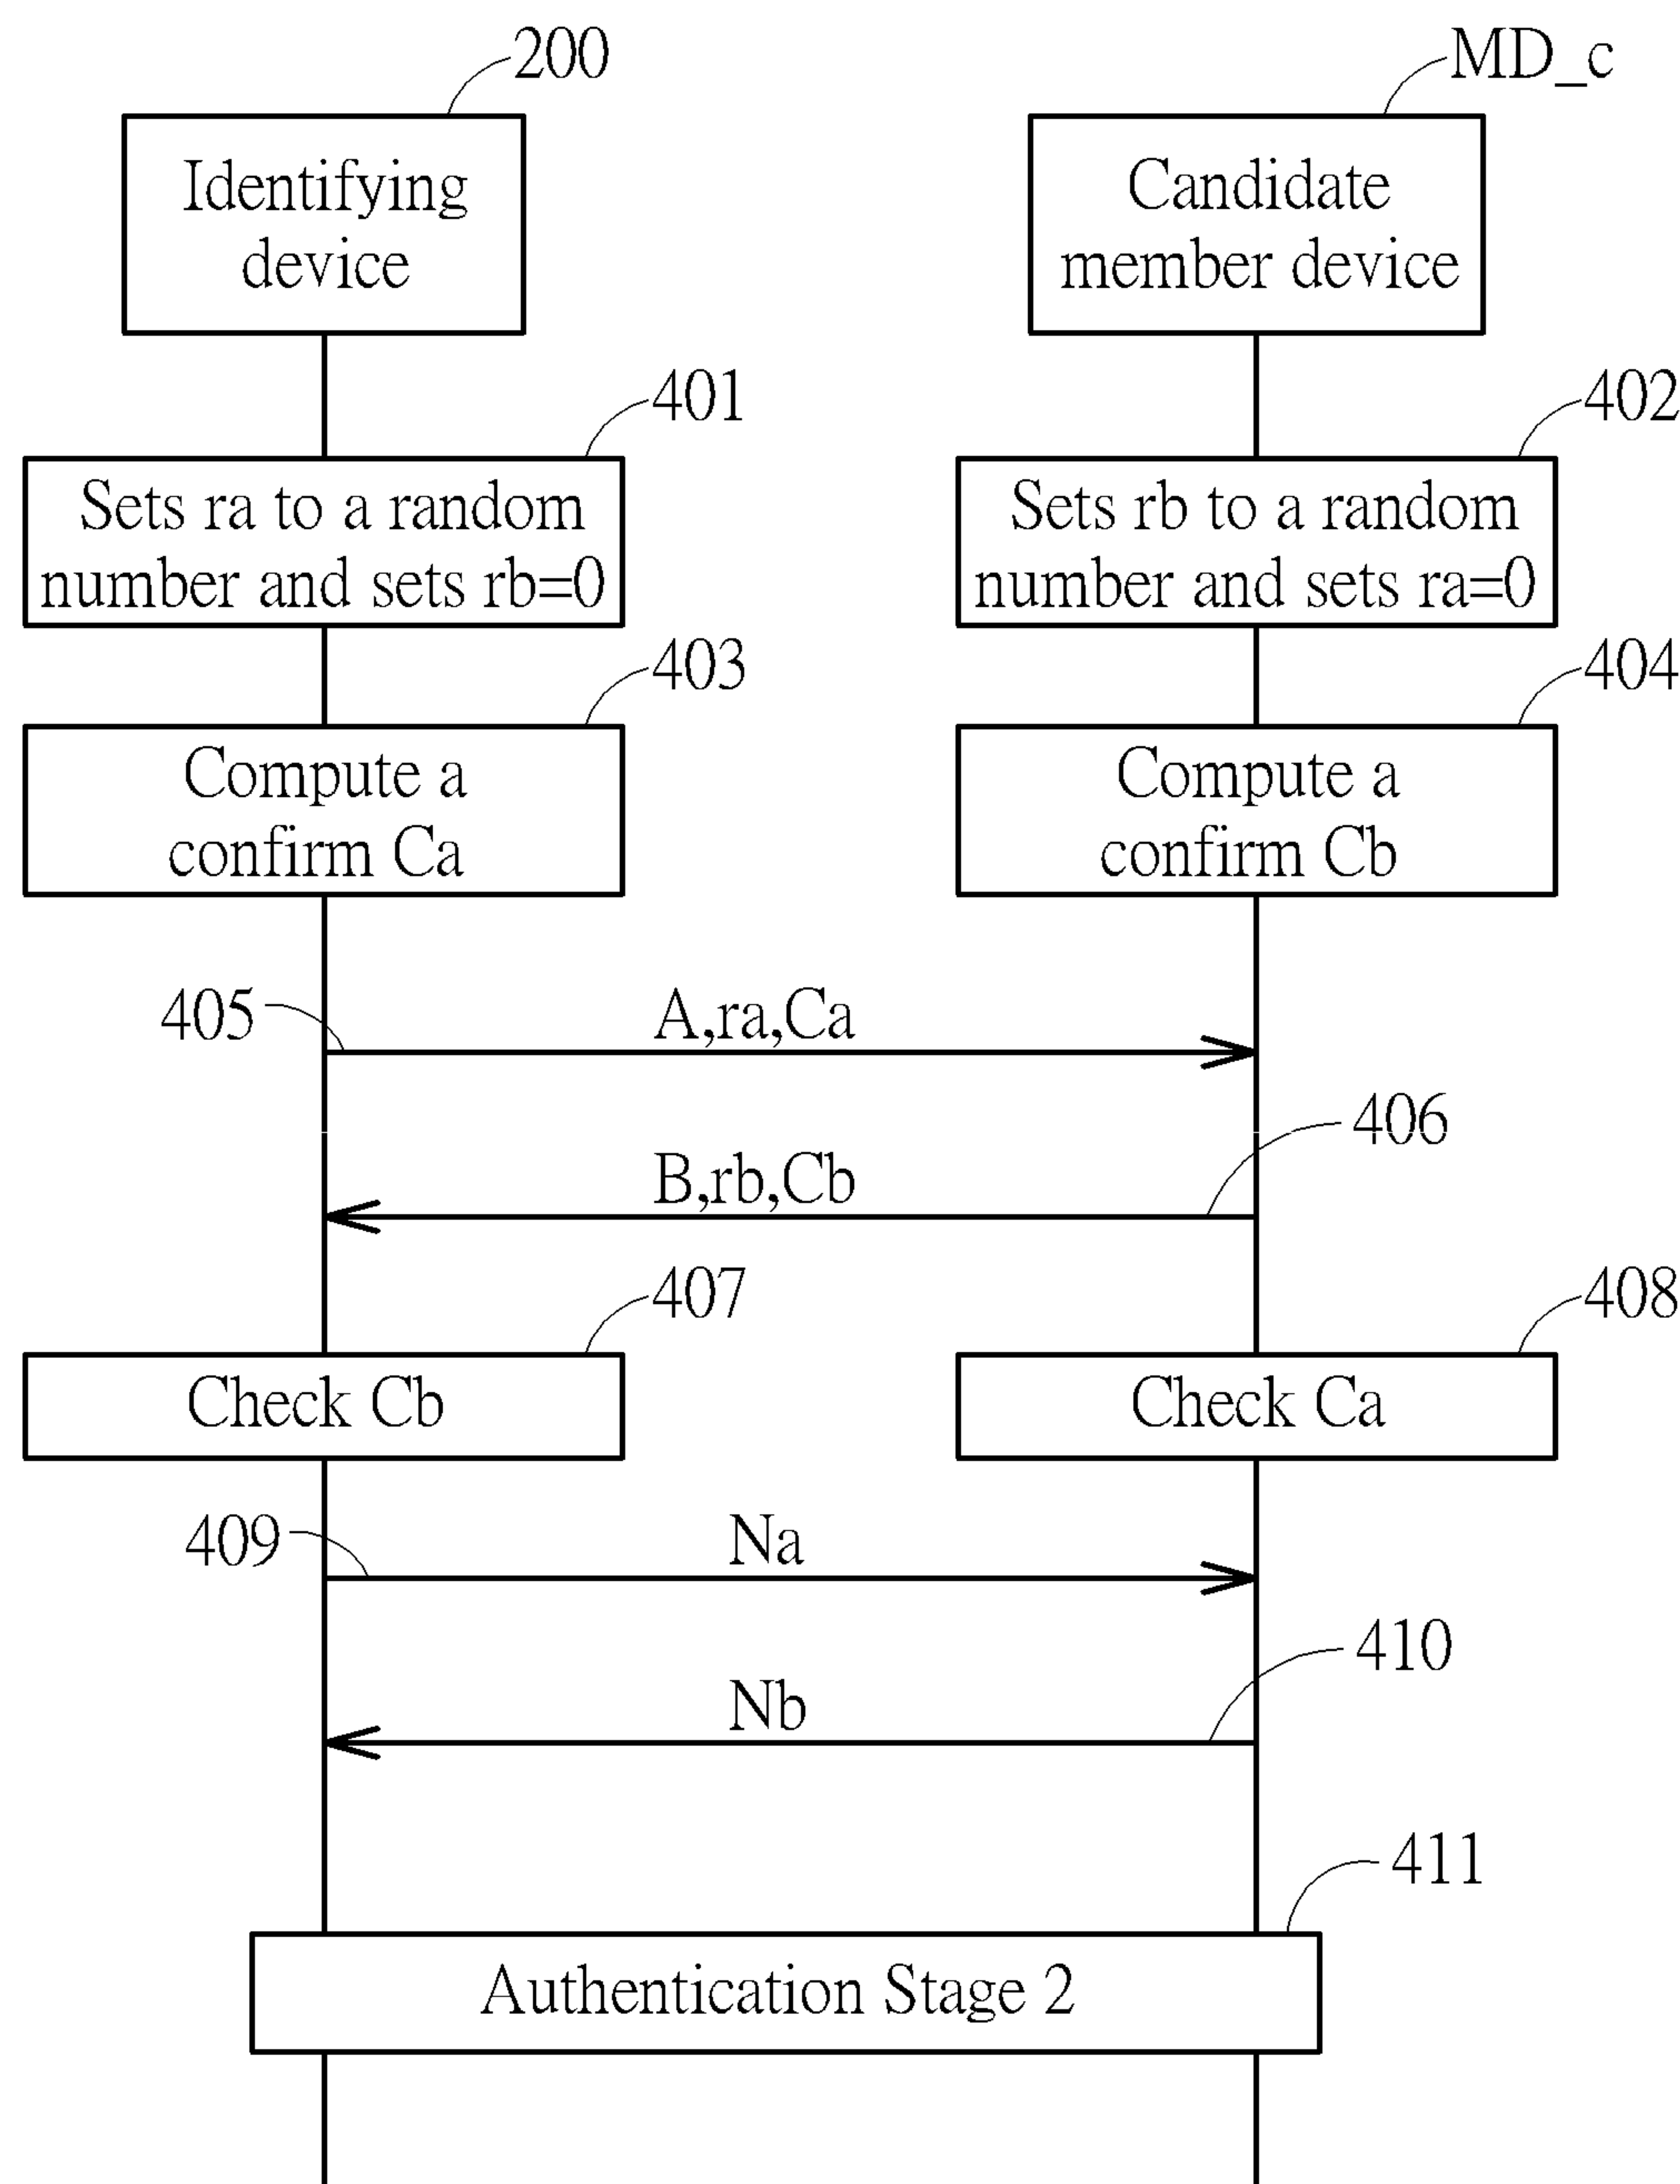 200
MD_c
Identifying
device
Candidate
member device
401
402
Sets ra to a random
number and sets rb=0
Sets rb to a random
number and sets ra=0
403
404
Compute a
confirm Ca
Compute a
confirm Cb
405
A,ra,Ca
406
B,rb,Cb
407
408
Check Cb
Check Ca
409
Na
410
Nb
411
Authentication Stage 2